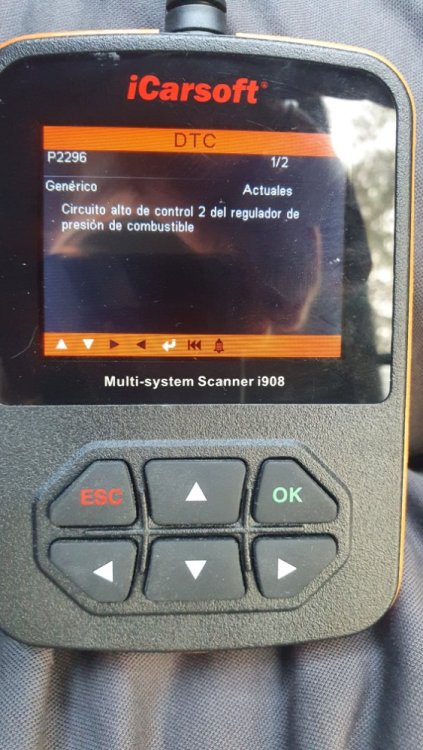 iCarsoft®
DTC
P2296 1/2
Genérico Actuales
Circuito alto de control 2 del regulador de
presión de combustible
Multi-system Scanner i908
ESC
OK